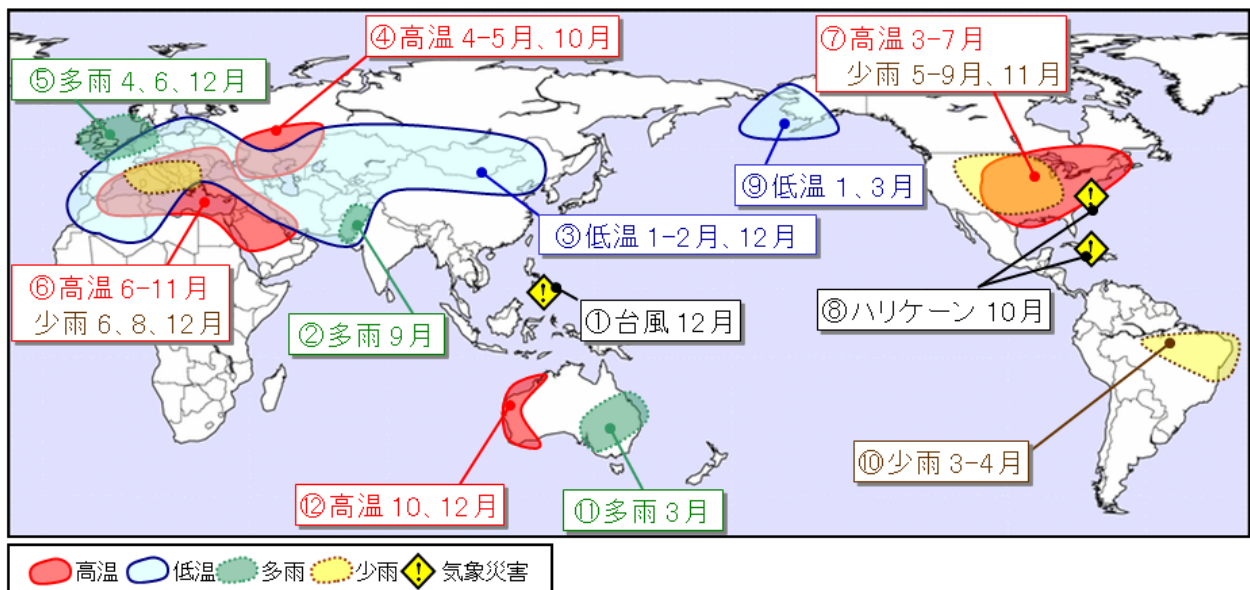 ④高温 4-5月、10月
⑦高温 3-7月
少雨 5-9月、11月
⑤多雨 4、6、12月
⑨低温 1、3月
③低温 1-2月、12月
⑥高温 6-11月
少雨 6、8、12月
②多雨 9月
①台風 12月
⑧ハリケーン 10月
⑩少雨 3-4月
⑫高温 10、12月
⑪多雨 3月
高温 低温 多雨 少雨 ! 気象災害